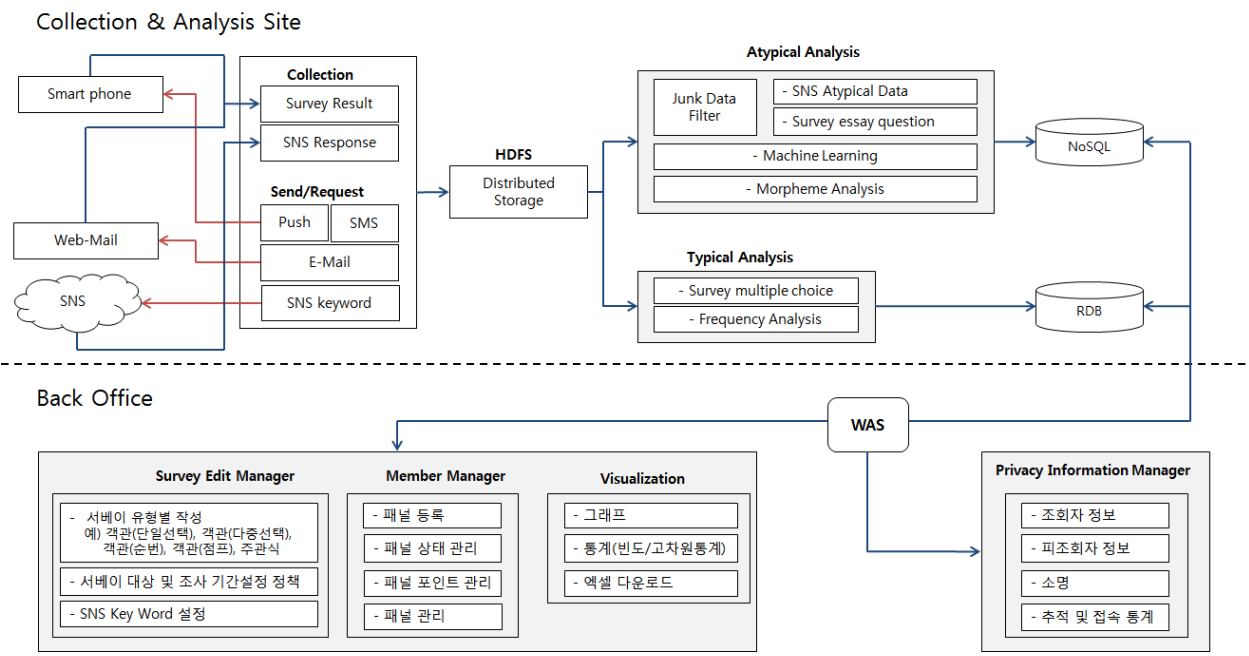 Collection & Analysis Site
Smart phone
Web-Mail
SNS
Collection
Survey Result
SNS Response
Send/Request
Push
SMS
E-Mail
SNS keyword
HDFS
Distributed
Storage
Atypical Analysis
Junk Data
Filter
- SNS Atypical Data
- Survey essay question
- Machine Learning
- Morpheme Analysis
Typical Analysis
- Survey multiple choice
- Frequency Analysis
NoSQL
RDB
Back Office
WAS
Survey Edit Manager
- 서베이 유형별 작성
예) 객관(단일선택), 객관(다중선택),
객관(순번), 객관(점프), 주관식
- 서베이 대상 및 조사 기간설정 정책
- SNS Key Word 설정
Member Manager
- 패널 등록
- 패널 상태 관리
- 패널 포인트 관리
- 패널 관리
Visualization
- 그래프
- 통계(빈도/고차원통계)
- 엑셀 다운로드
Privacy Information Manager
- 조회자 정보
- 피조회자 정보
- 소명
- 추적 및 접속 통계